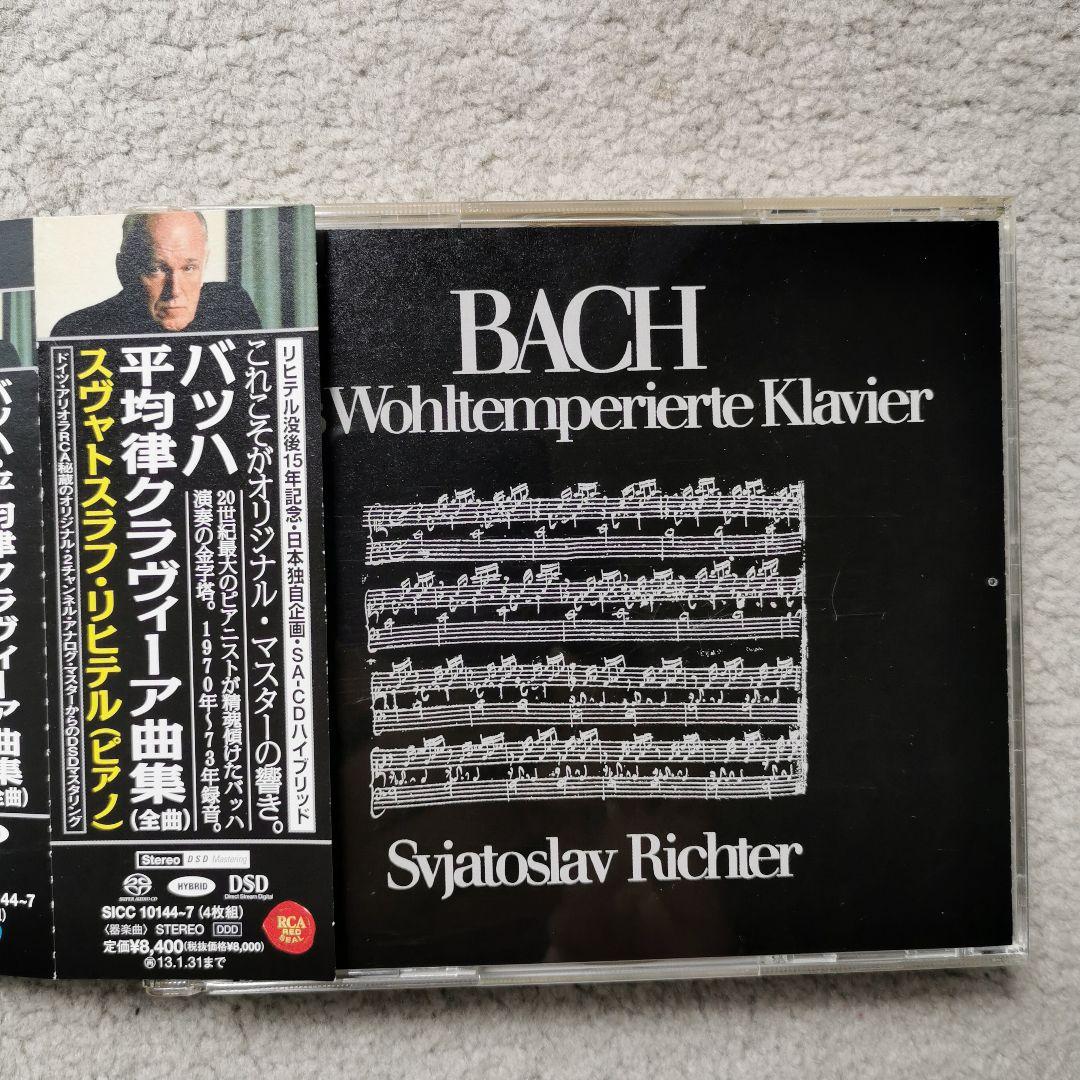 リヒテル没後15年記念・日本独自企画・SA-CDハイブリッド
これこそがオリジナル・マスターの響き。
バッハ
20世紀最大のピアニストが精魂傾けたバッハ
演奏の金字塔。1970年〜73年録音。
平均律クラヴィーア曲集(全曲)
スヴャトスラフ・リヒテル(ピアノ)
ドイツ・アリオラRCA秘蔵のオリジナル・2チャンネル・アナログ・マスターからのDSDマスタリング
Stereo DSD Mastering
SUPER AUDIO CD
HYBRID
DSD
Direct Stream Digital
SICC 10144~7 (4枚組)
〈器楽曲〉 STEREO DDD
定価¥8,400(税抜価格¥8,000)
㋐13.1.31まで
RCA
RED
SEAL
BACH
Wohltemperierte Klavier
Svjatoslav Richter